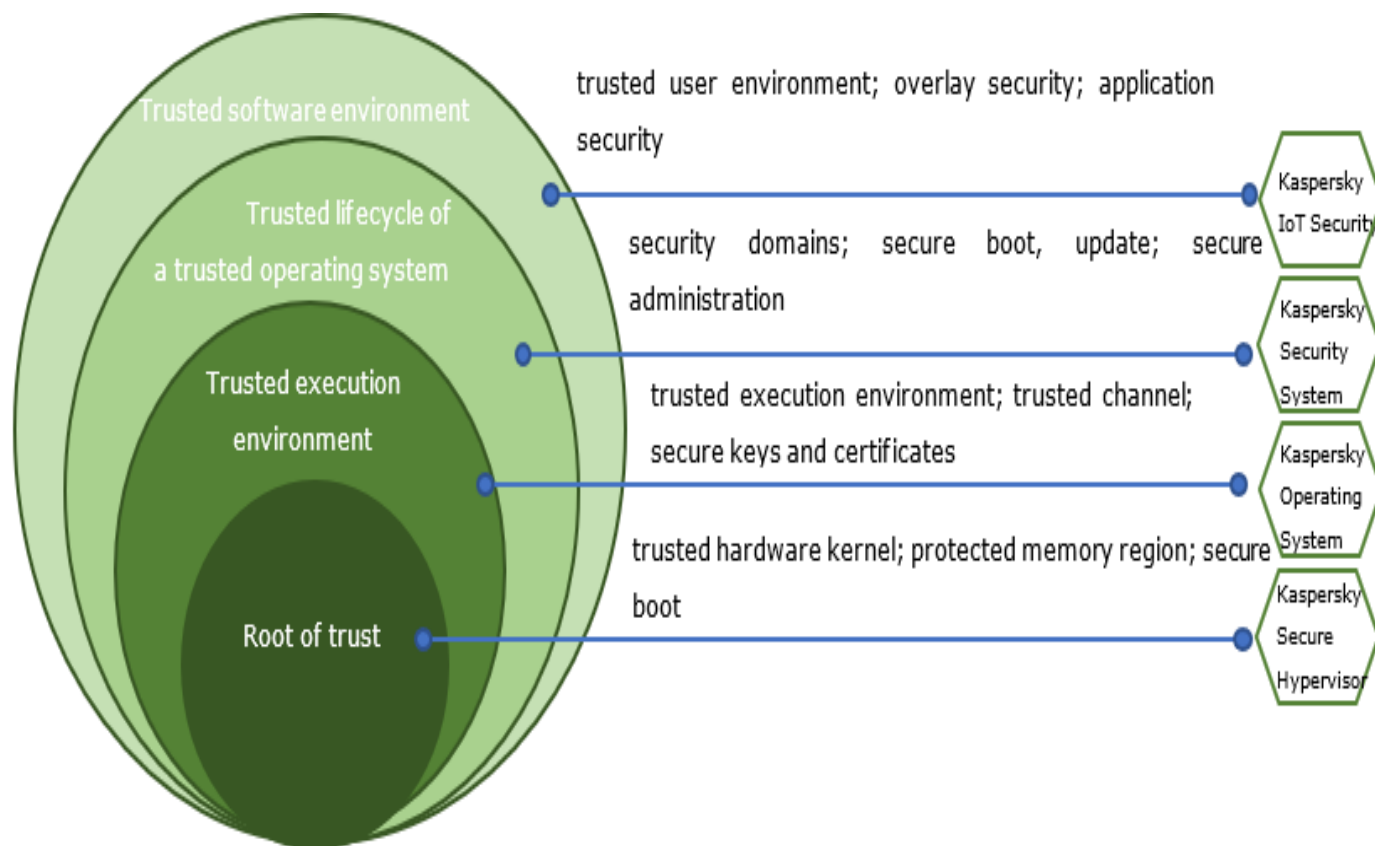 Trusted software environment
trusted user environment; overlay security; application
security
Kaspersky
IoT Security
Trusted lifecycle of
a trusted operating system
security domains; secure boot, update; secure
administration
Kaspersky
Security
System
Trusted execution
environment
trusted execution environment; trusted channel;
secure keys and certificates
Kaspersky
Operating
System
Root of trust
trusted hardware kernel; protected memory region; secure
boot
Kaspersky
Secure
Hypervisor